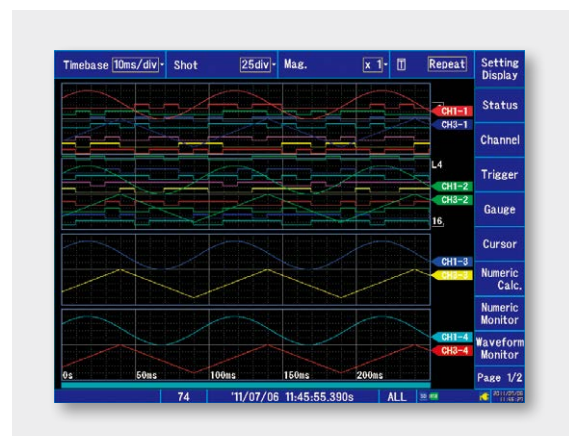 Timebase 10ms/div Shot 25div Mag. x 1 Repeat
Setting
Display
Status
CH1-1
CH3-1
Channel
L4
Trigger
CH1-2
CH3-2
Gauge
16
Cursor
CH1-3
Numeric
Calc.
Numeric
Monitor
CH1-4
Waveform
Monitor
CH3-4
0s 50ms 100ms 150ms 200ms
Page 1/2
74 '11/07/06 11:45:55.390s ALL